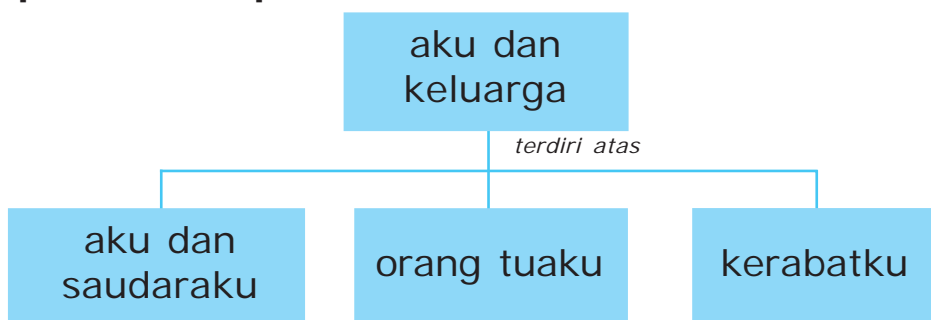 aku dan
keluarga
terdiri atas
aku dan
saudaraku
orang tuaku
kerabatku